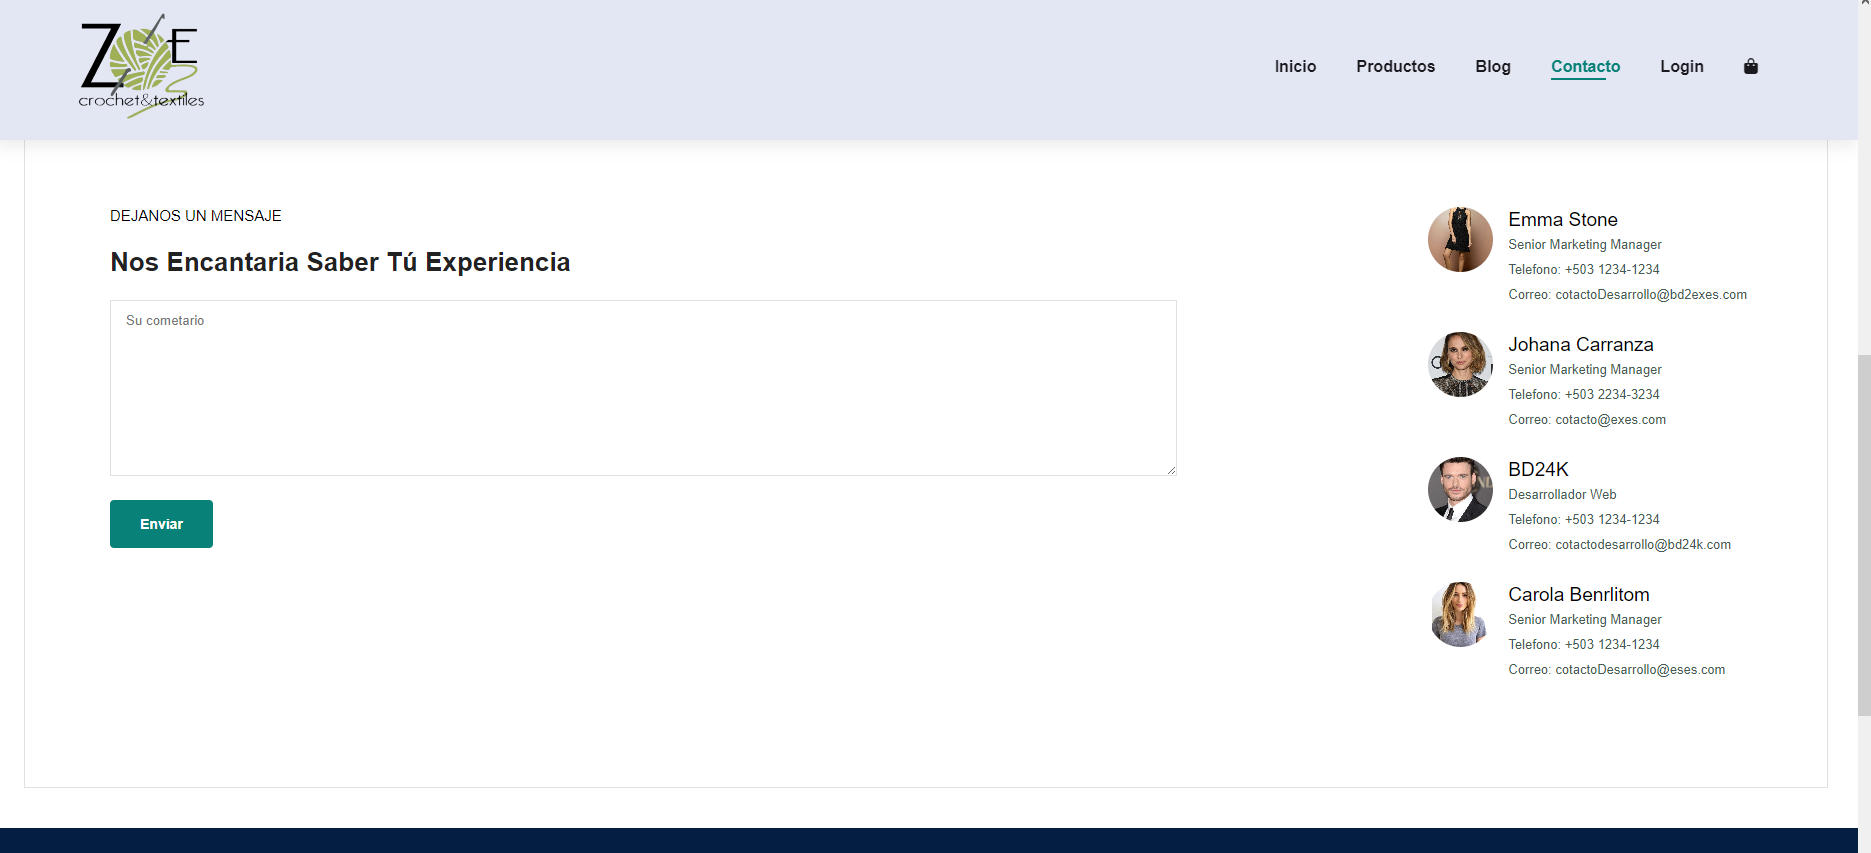 ZOE
crochet&textiles
Inicio
Productos
Blog
Contacto
Login
DEJANOS UN MENSAJE
Nos Encantaria Saber Tú Experiencia
Su cometario
Enviar
Emma Stone
Senior Marketing Manager
Telefono: +503 1234-1234
Correo: cotactoDesarrollo@bd2exes.com
Johana Carranza
Senior Marketing Manager
Telefono: +503 2234-3234
Correo: cotacto@exes.com
BD24K
Desarrollador Web
Telefono: +503 1234-1234
Correo: cotactodesarrollo@bd24k.com
Carola Benrlitom
Senior Marketing Manager
Telefono: +503 1234-1234
Correo: cotactoDesarrollo@eses.com